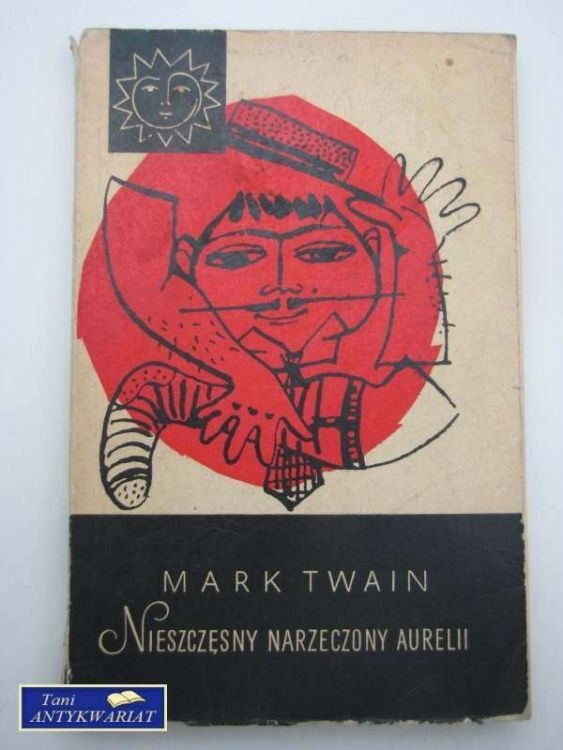 MARK TWAIN
NIESZCZĘSNY NARZECZONY AURELII
Tani
ANTYKWARIAT